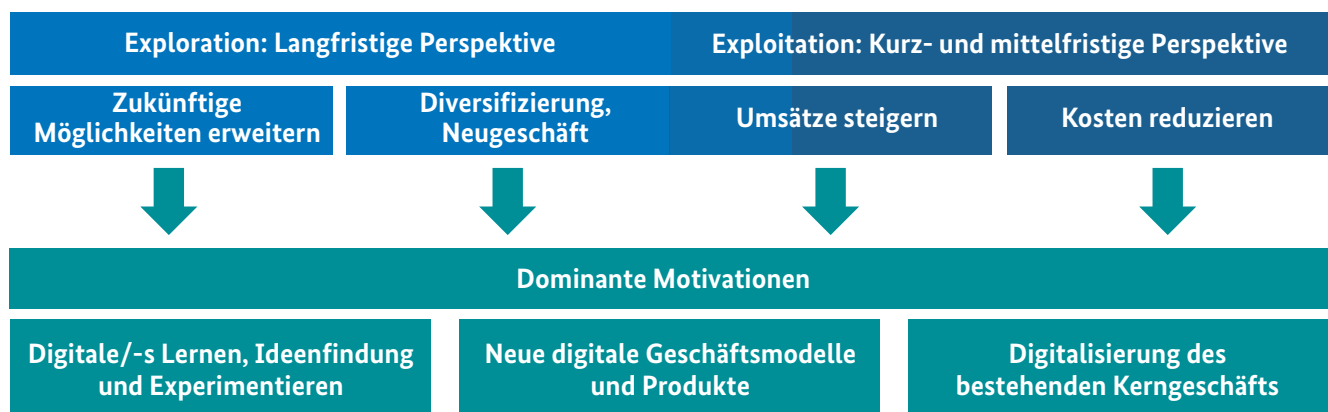 Exploration: Langfristige Perspektive
Exploitation: Kurz- und mittelfristige Perspektive
Zukünftige
Möglichkeiten erweitern
Diversifizierung,
Neugeschäft
Umsätze steigern
Kosten reduzieren
Dominante Motivationen
Digitale/-s Lernen, Ideenfindung
und Experimentieren
Neue digitale Geschäftsmodelle
und Produkte
Digitalisierung des
bestehenden Kerngeschäfts